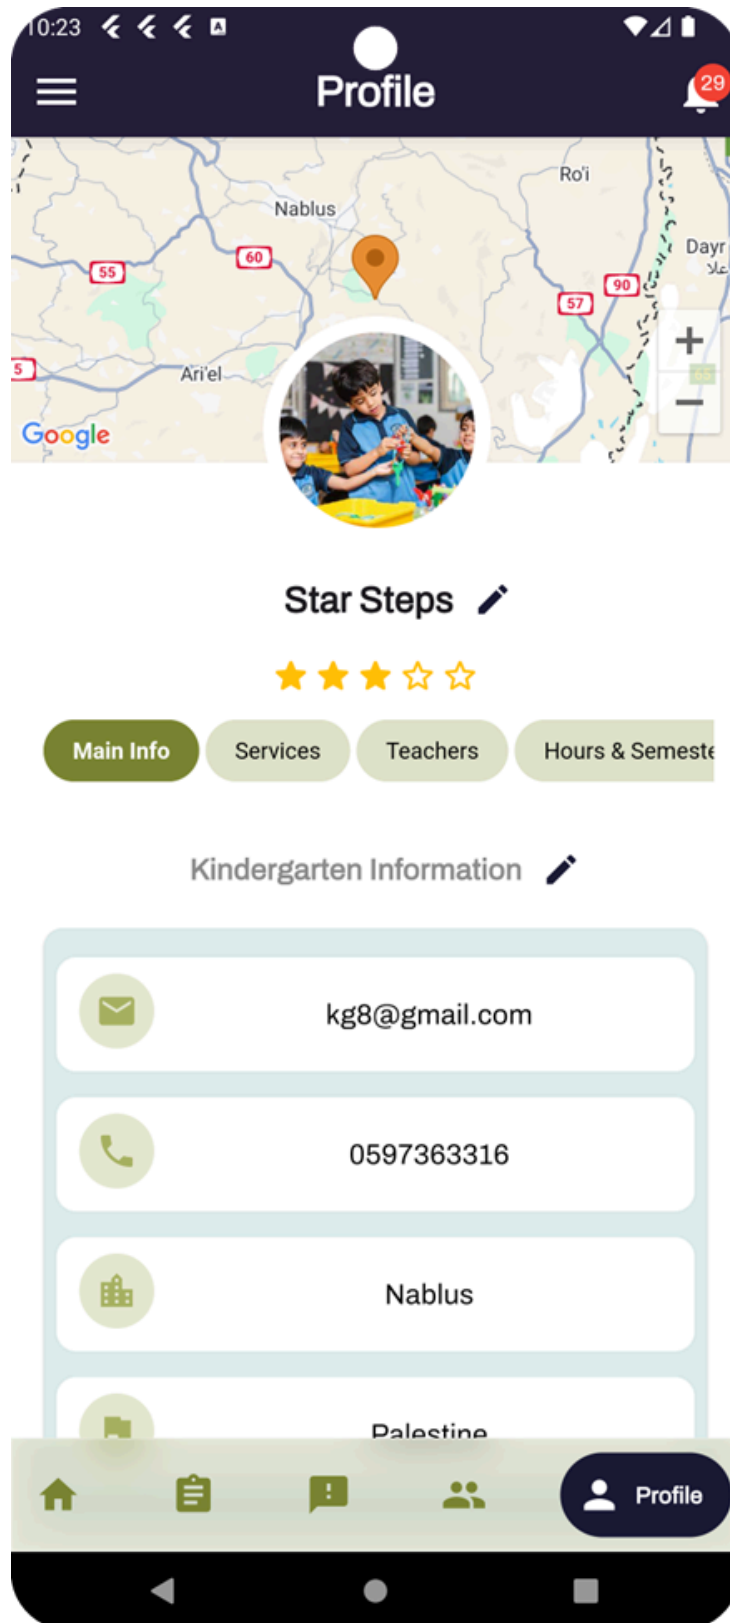 10:23
Profile
29
Ro'i
Nablus
60
55
Dayr
علا
90
57
5
Ari'el
+
Google
−
Star Steps
Main Info Services Teachers Hours & Semeste
Kindergarten Information
kg8@gmail.com
0597363316
Nablus
Palestine
Profile